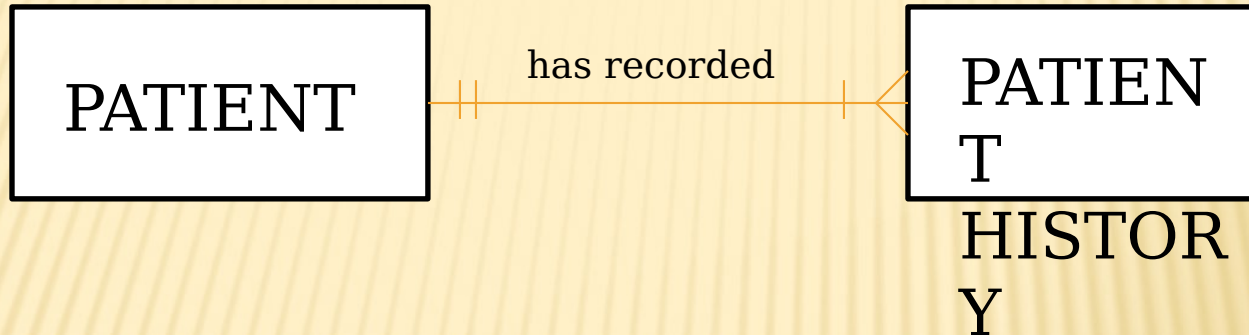 PATIENT
has recorded
PATIEN
T
HISTOR
Y